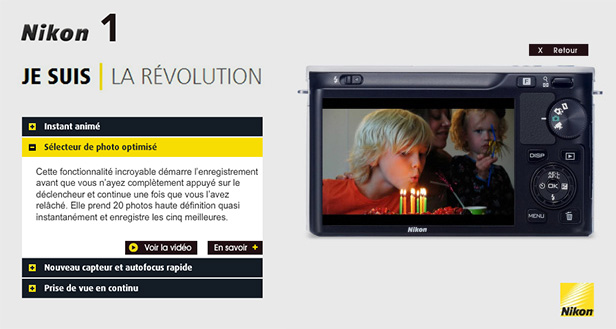 Nikon 1
X Retour
JE SUIS | LA RÉVOLUTION
Instant animé
Sélecteur de photo optimisé
Cette fonctionnalité incroyable démarre l'enregistrement
avant que vous n'ayez complètement appuyé sur le
déclencheur et continue une fois que vous l'avez
relâché. Elle prend 20 photos haute définition quasi
instantanément et enregistre les cinq meilleures.
Voir la vidéo
En savoir +
Nouveau capteur et autofocus rapide
Prise de vue en continu
F
DISP
OK
MENU
Nikon
Nikon